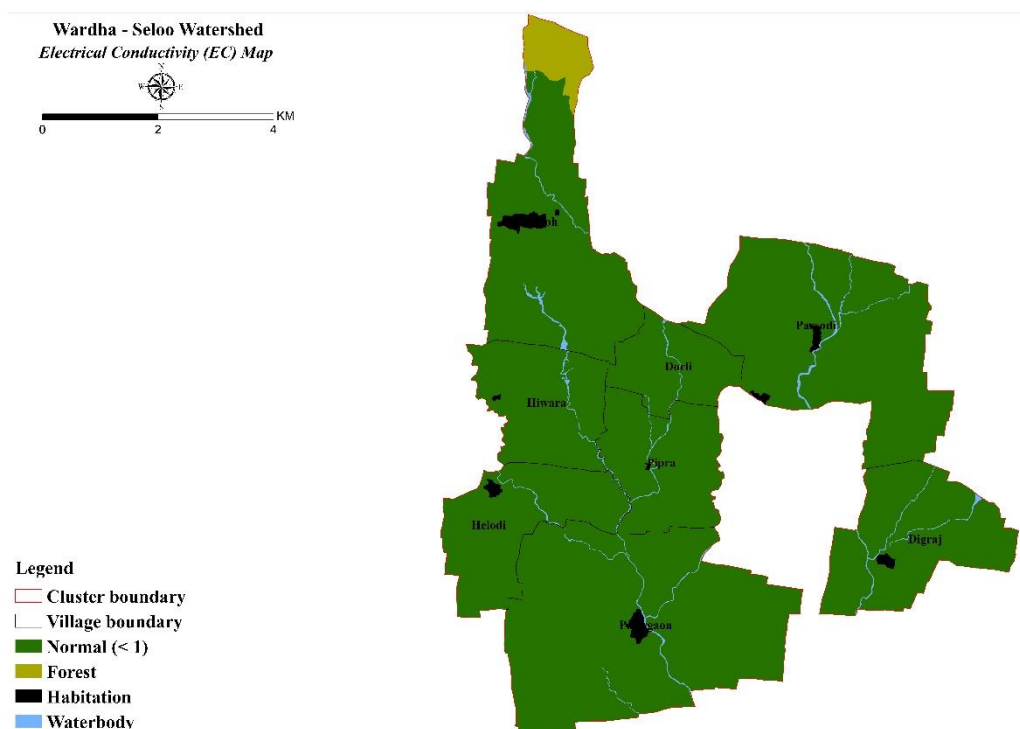 Wardha - Seloo Watershed
Electrical Conductivity (EC) Map
N
W E
S
KM
0 2 4
Dorli
Hiwara
Pipra
Helodi
Digraj
Legend
Cluster boundary
Village boundary
Normal (< 1)
Forest
Habitation
Waterbody